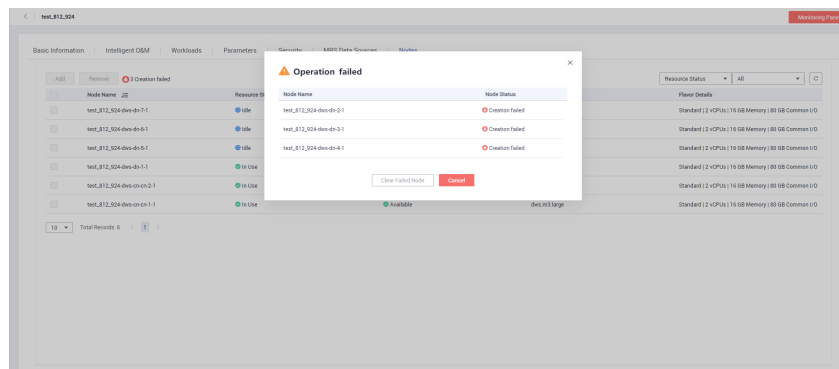 test_812_924
Monitoring Pane
Basic Information Intelligent O&M Workloads Parameters Security MRS Data Sources Nodes
Add Remove 3 Creation failed
Resource Status All
Node Name Resource St Flavor Details
test_812_924-dws-dn-7-1 Idle Standard | 2 vCPUs | 16 GB Memory | 80 GB Common I/O
test_812_924-dws-dn-6-1 Idle Standard | 2 vCPUs | 16 GB Memory | 80 GB Common I/O
test_812_924-dws-dn-5-1 Idle Standard | 2 vCPUs | 16 GB Memory | 80 GB Common I/O
test_812_924-dws-dn-1-1 In Use Standard | 2 vCPUs | 16 GB Memory | 80 GB Common I/O
test_812_924-dws-cn-cn-2-1 In Use Standard | 2 vCPUs | 16 GB Memory | 80 GB Common I/O
test_812_924-dws-cn-cn-1-1 In Use Available dws.m3.large Standard | 2 vCPUs | 16 GB Memory | 80 GB Common I/O
10 Total Records: 6 < 1 >
Operation failed
Node Name Node Status
test_812_924-dws-dn-2-1 Creation failed
test_812_924-dws-dn-3-1 Creation failed
test_812_924-dws-dn-4-1 Creation failed
Clear Failed Node Cancel